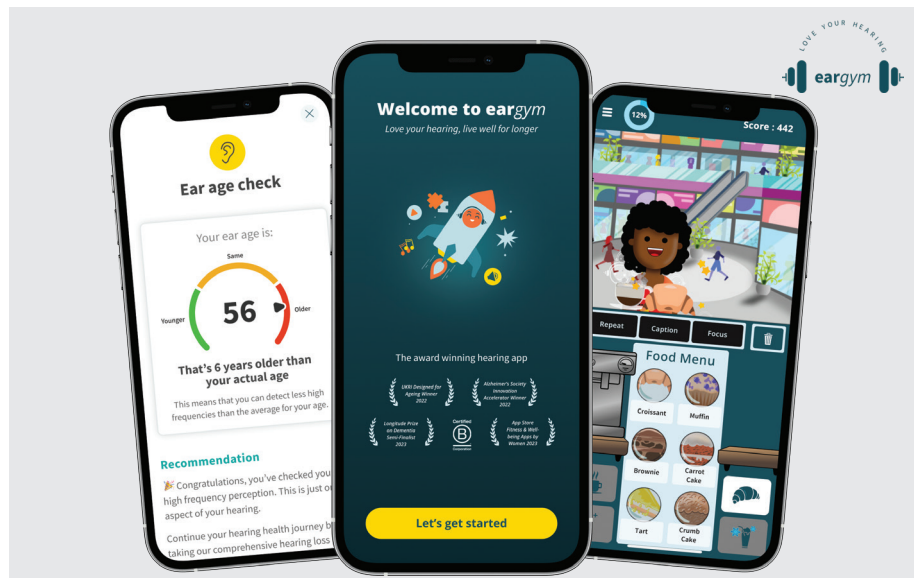 LOVE YOUR HEARING
eargym
Ear age check
Your ear age is:
Same
Younger
56
Older
That's 6 years older than
your actual age
This means that you can detect less high
frequencies than the average for your age.
Recommendation
🎉 Congratulations, you've checked you
high frequency perception. This is just on
aspect of your hearing.
Continue your hearing health journey b
taking our comprehensive hearing loss
Welcome to eargym
Love your hearing, live well for longer
The award winning hearing app
UKRI Designed for
Ageing Winner
2022
Alzheimer's Society
Innovation
Accelerator Winner
2022
Longitude Prize
on Dementia
Semi-Finalist
2023
Certified
B
Corporation
App Store
Fitness & Well-
being Apps by
Women 2023
Let's get started
12%
Score : 442
Repeat
Caption
Focus
Food Menu
Croissant
Muffin
Brownie
Carrot
Cake
Tart
Crumb
Cake